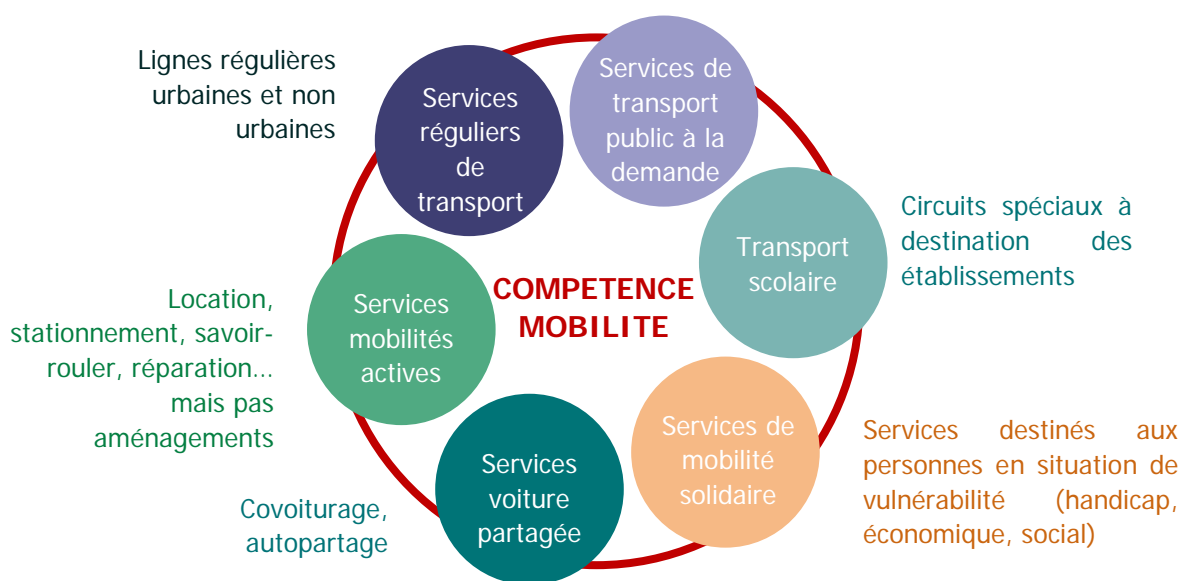 Lignes régulières
urbaines et non
urbaines
Services
réguliers
de
transport
Services de
transport
public à la
demande
Circuits spéciaux à
destination des
établissements
Transport
scolaire
COMPETENCE
MOBILITE
Location,
stationnement, savoir-
rouler, réparation...
mais pas
aménagements
Services
mobilités
actives
Services de
mobilité
solidaire
Services destinés aux
personnes en situation de
vulnérabilité (handicap,
économique, social)
Services
voiture
partagée
Covoiturage,
autopartage